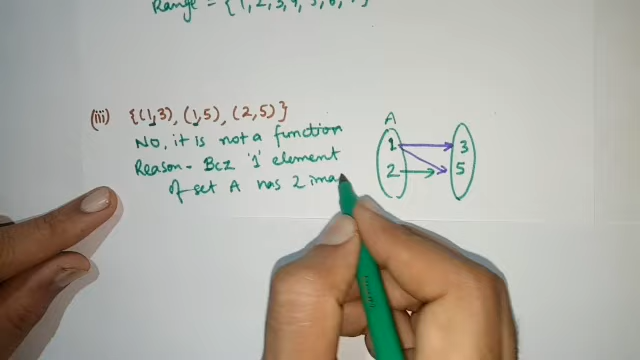 Range = {1, 2, 3, 4, 5, 6, 7}
(iii) {(1,3), (1,5), (2,5)}
No, it is not a function
Reason - Bcz '1' element
of set A has 2 ima
A
1 3
2 5